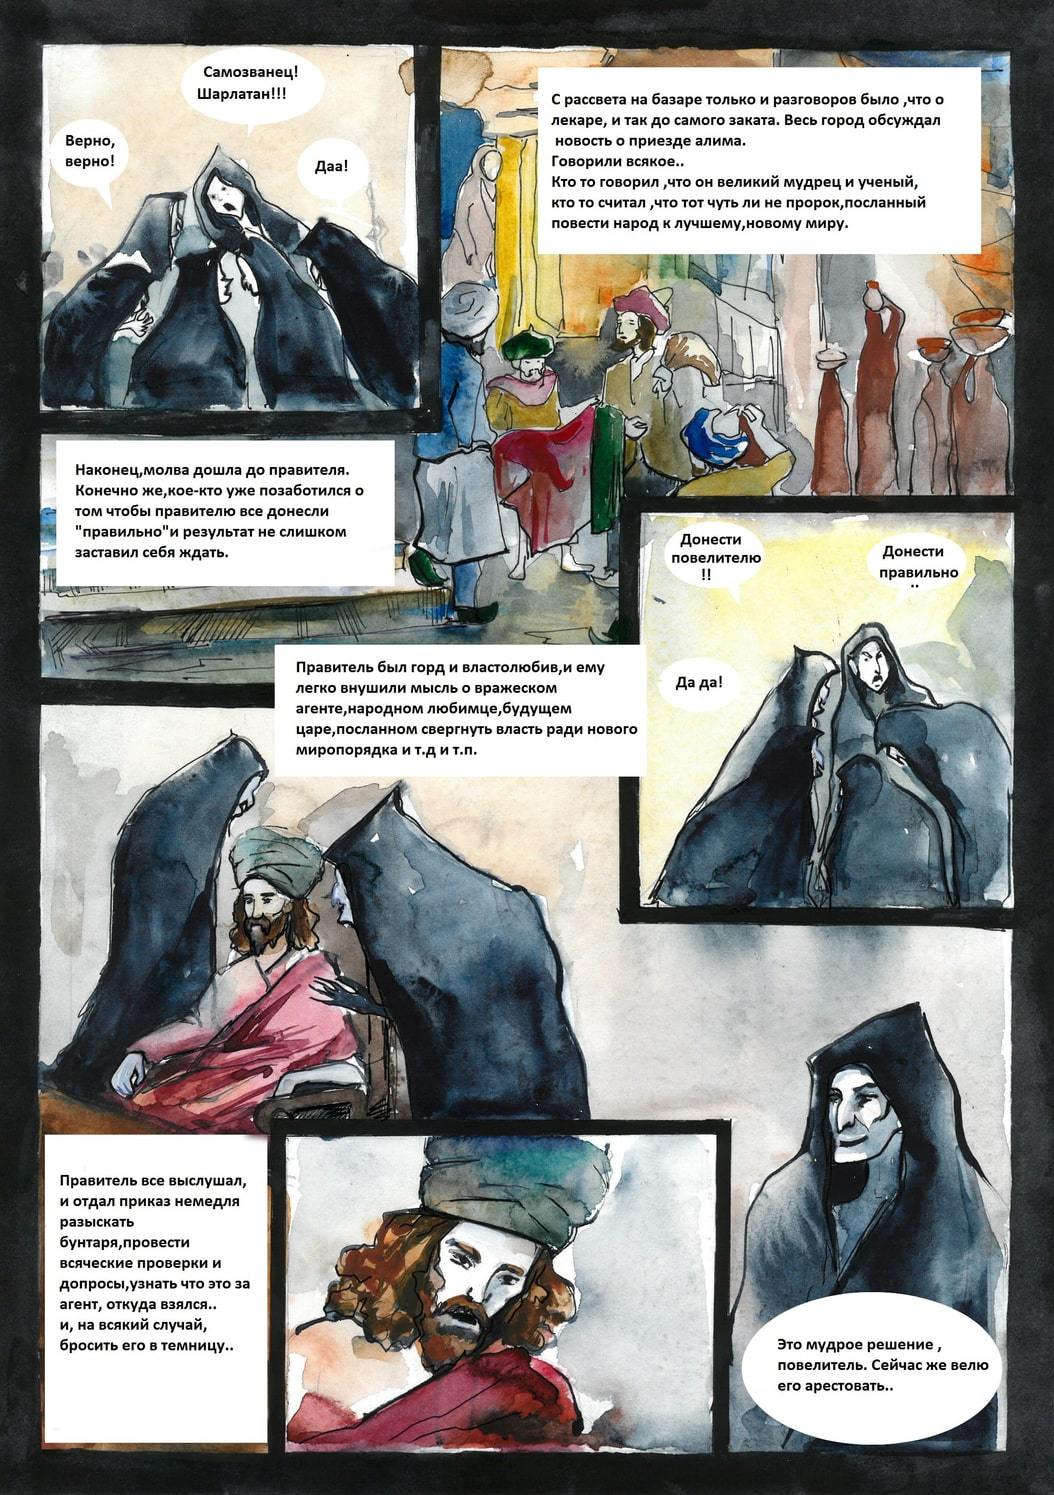 Самозванец!
Шарлатан!!!
Верно,
верно!
Даа!
С рассвета на базаре только и разговоров было ,что о
лекаре, и так до самого заката. Весь город обсуждал
новость о приезде алима.
Говорили всякое..
Кто то говорил ,что он великий мудрец и ученый,
кто то считал ,что тот чуть ли не пророк,посланный
повести народ к лучшему,новому миру.
Наконец,молва дошла до правителя.
Конечно же,кое-кто уже позаботился о
том чтобы правителю все донесли
"правильно"и результат не слишком
заставил себя ждать.
Донести
повелителю
!!
Донести
правильно
..
Да да!
Правитель был горд и властолюбив,и ему
легко внушили мысль о вражеском
агенте,народном любимце,будущем
царе,посланном свергнуть власть ради нового
миропорядка и т.д и т.п.
Правитель все выслушал,
и отдал приказ немедля
разыскать
бунтаря,провести
всяческие проверки и
допросы,узнать что это за
агент, откуда взялся..
и, на всякий случай,
бросить его в темницу..
Это мудрое решение ,
повелитель. Сейчас же велю
его арестовать..